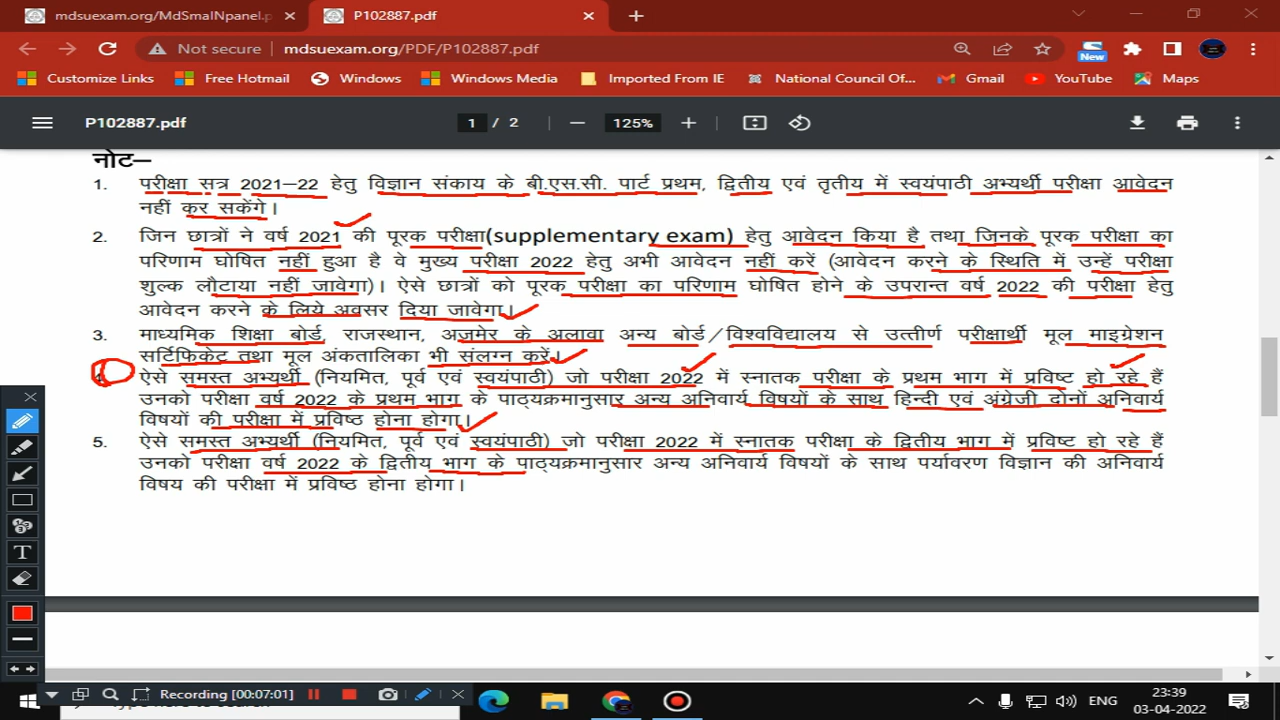 mdsuexam.org/MdSmalNpanel.p
P102887.pdf
Not secure
mdsuexam.org/PDF/P102887.pdf
New
Customize Links
Free Hotmail
Windows
Windows Media
Imported From IE
National Council Of...
Gmail
YouTube
Maps
P102887.pdf
1 / 2
125%
नोट–
1. परीक्षा सत्र 2021–22 हेतु विज्ञान संकाय के बी.एस.सी. पार्ट प्रथम, द्वितीय एवं तृतीय में स्वयंपाठी अभ्यर्थी परीक्षा आवेदन
नहीं कर सकेंगे।
2. जिन छात्रों ने वर्ष 2021 की पूरक परीक्षा(supplementary exam) हेतु आवेदन किया है तथा जिनके पूरक परीक्षा का
परिणाम घोषित नहीं हुआ है वे मुख्य परीक्षा 2022 हेतु अभी आवेदन नहीं करें (आवेदन करने के स्थिति में उन्हें परीक्षा
शुल्क लौटाया नहीं जावेगा)। ऐसे छात्रों को पूरक परीक्षा का परिणाम घोषित होने के उपरान्त वर्ष 2022 की परीक्षा हेतु
आवेदन करने के लिये अवसर दिया जावेगा।
3. माध्यमिक शिक्षा बोर्ड, राजस्थान, अजमेर के अलावा अन्य बोर्ड/विश्वविद्यालय से उत्तीर्ण परीक्षार्थी मूल माइग्रेशन
सर्टिफिकेट तथा मूल अंकतालिका भी संलग्न करें।
ऐसे समस्त अभ्यर्थी (नियमित, पूर्व एवं स्वयंपाठी) जो परीक्षा 2022 में स्नातक परीक्षा के प्रथम भाग में प्रविष्ट हो रहे हैं
उनको परीक्षा वर्ष 2022 के प्रथम भाग के पाठ्यक्रमानुसार अन्य अनिवार्य विषयों के साथ हिन्दी एवं अंग्रेजी दोनों अनिवार्य
विषयों की परीक्षा में प्रविष्ठ होना होगा।
5. ऐसे समस्त अभ्यर्थी (नियमित, पूर्व एवं स्वयंपाठी) जो परीक्षा 2022 में स्नातक परीक्षा के द्वितीय भाग में प्रविष्ट हो रहे हैं
उनको परीक्षा वर्ष 2022 के द्वितीय भाग के पाठ्यक्रमानुसार अन्य अनिवार्य विषयों के साथ पर्यावरण विज्ञान की अनिवार्य
विषय की परीक्षा में प्रविष्ठ होना होगा।
T
Recording [00:07:01]
ENG
23:39
03-04-2022